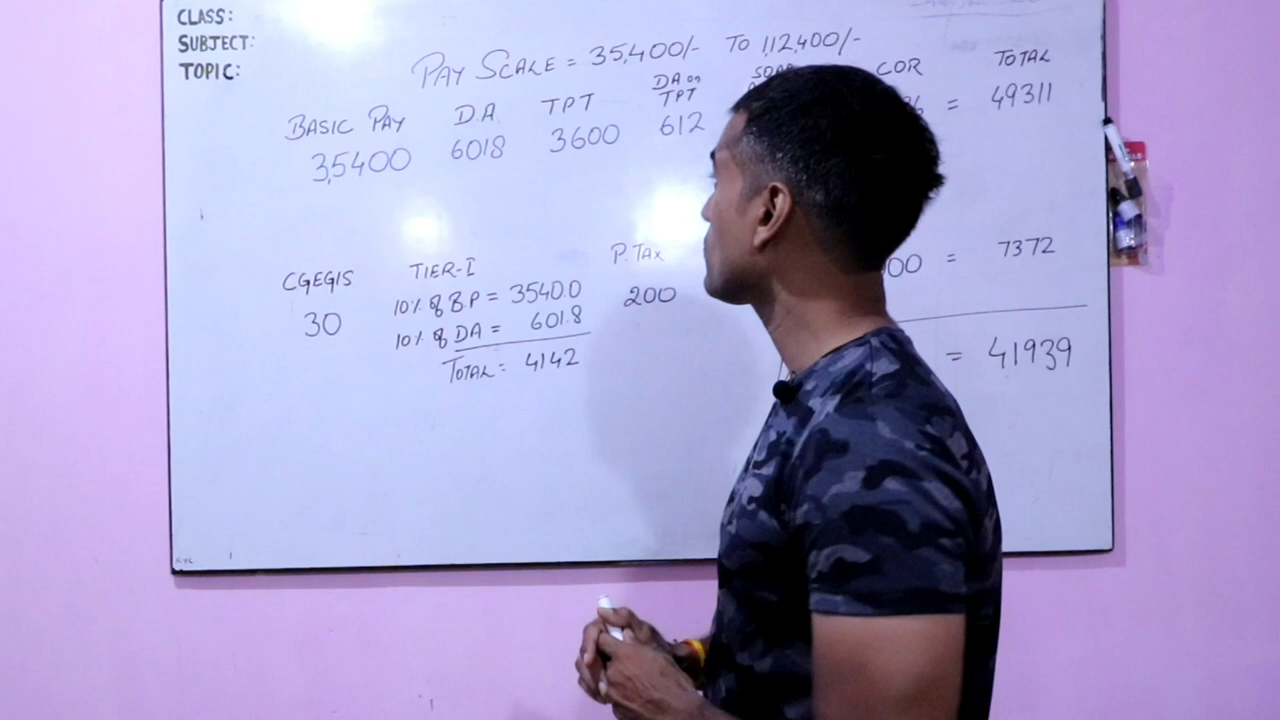 CLASS:
SUBJECT:
TOPIC:
PAY SCALE = 35,400/- TO 1,12,400/-
BASIC PAY D.A TPT DA on TPT SOAP COR TOTAL
35400 6018 3600 612 = 49311
CGEGIS TIER-I P. TAX
10% of B.P = 3540.0 200 = 7372
30 10% of DA = 601.8
TOTAL = 4142 = 41939